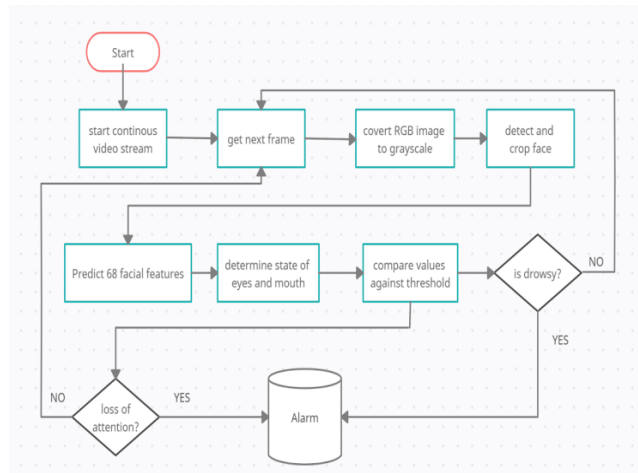 Start
start continous
video stream
get next frame
covert RGB image
to grayscale
detect and
crop face
Predict 68 facial features
determine state of
eyes and mouth
compare values
against threshold
is drowsy?
NO
YES
loss of
attention?
NO
YES
Alarm